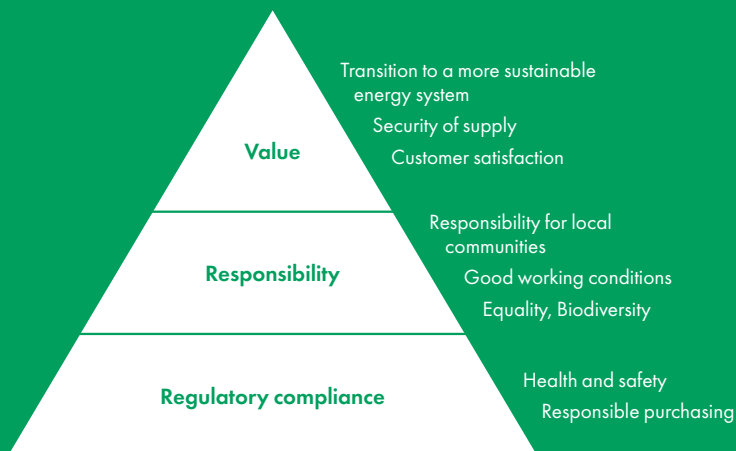 Transition to a more sustainable
energy system
Security of supply
Value
Customer satisfaction
Responsibility for local
communities
Responsibility
Good working conditions
Equality, Biodiversity
Health and safety
Regulatory compliance
Responsible purchasing